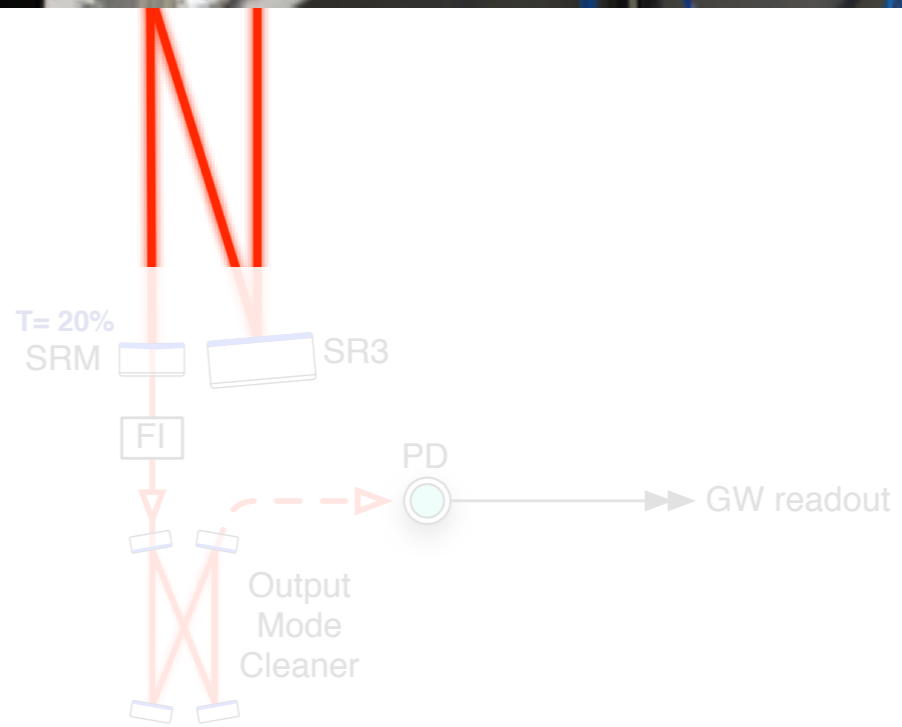 T= 20%
SRM
SR3
FI
PD
GW readout
Output
Mode
Cleaner